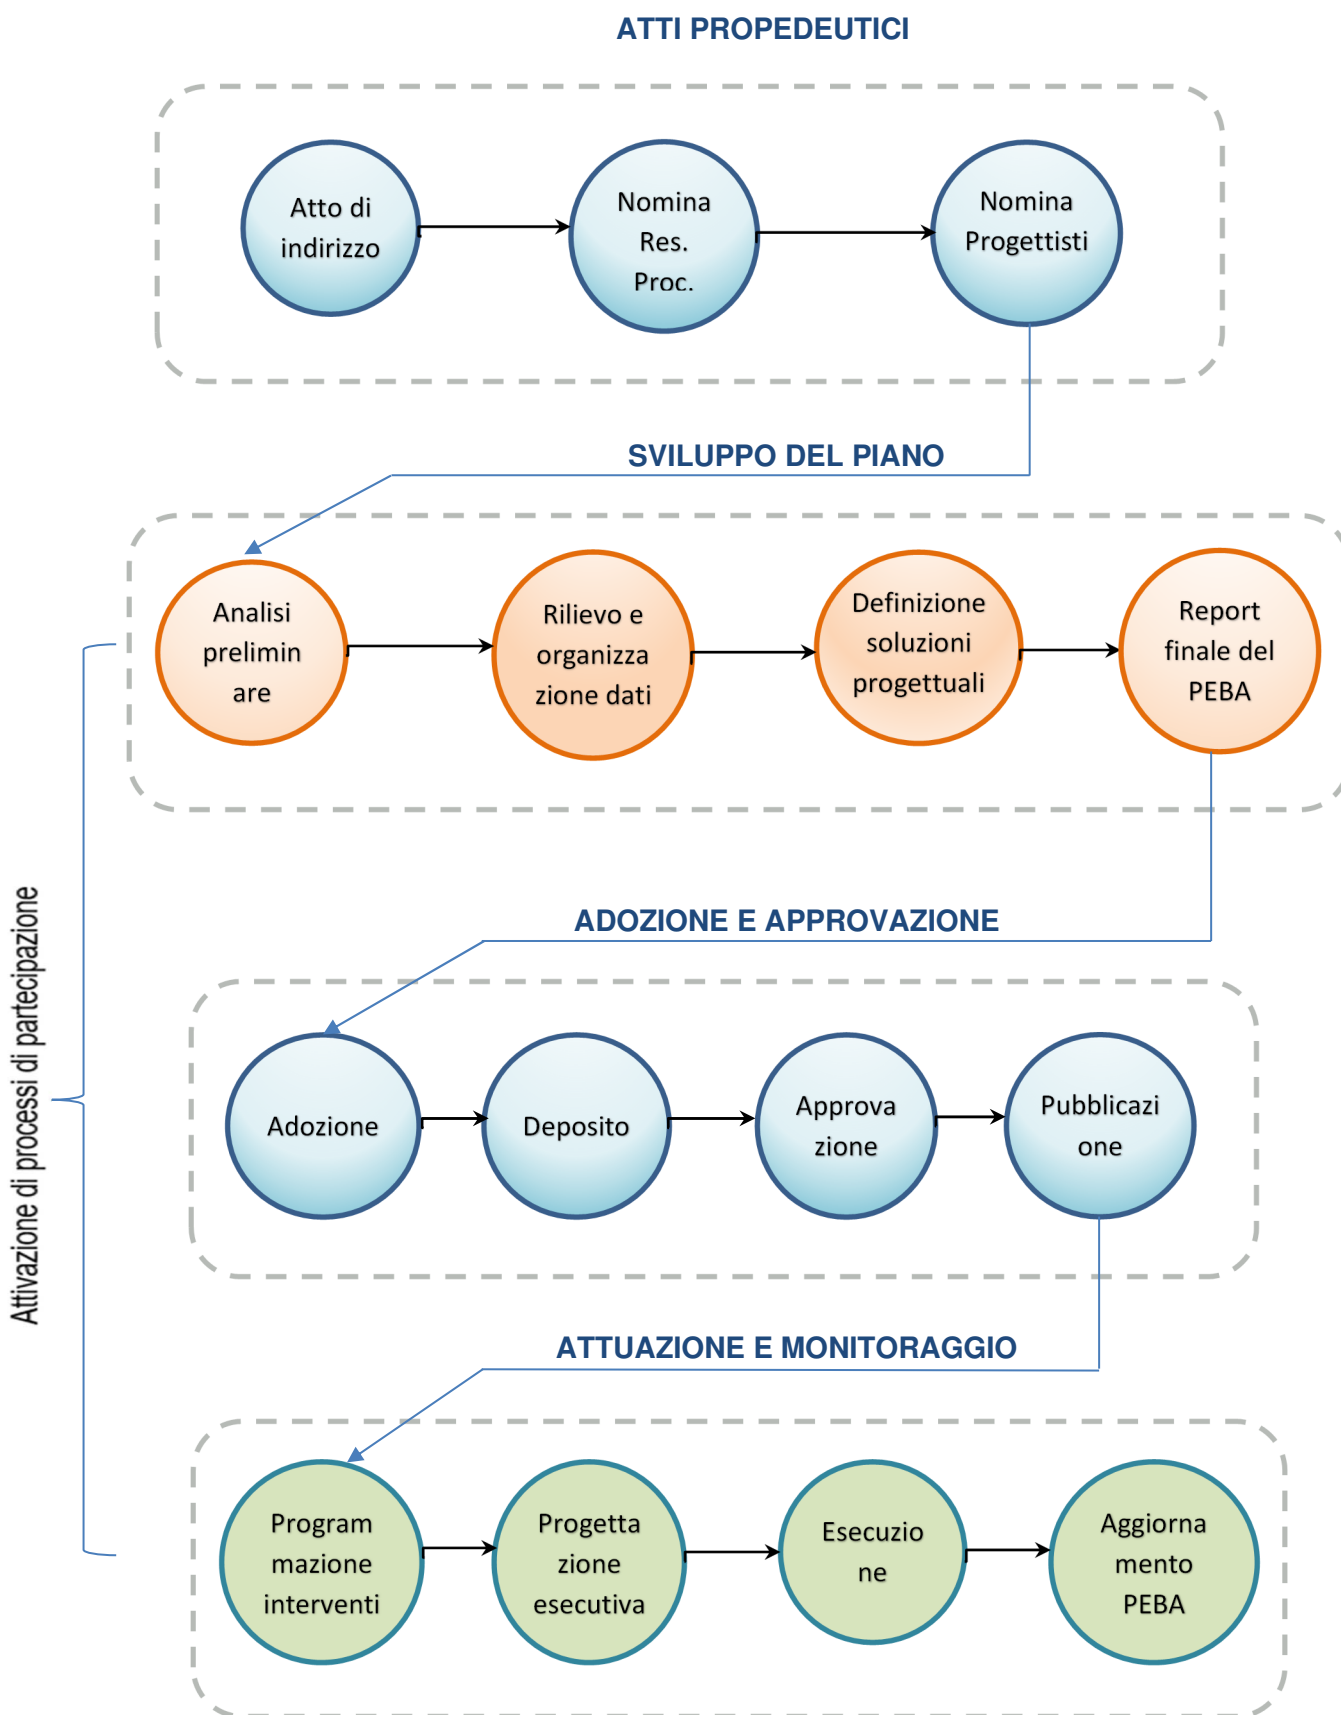 ATTI PROPEDEUTICI
Atto di
indirizzo
Nomina
Res.
Proc.
Nomina
Progettisti
SVILUPPO DEL PIANO
Analisi
prelimin
are
Rilievo e
organizza
zione dati
Definizione
soluzioni
progettuali
Report
finale del
PEBA
Attivazione di processi di partecipazione
ADOZIONE E APPROVAZIONE
Adozione
Deposito
Approva
zione
Pubblicazi
one
ATTUAZIONE E MONITORAGGIO
Program
mazione
interventi
Progetta
zione
esecutiva
Esecuzio
ne
Aggiorna
mento
PEBA